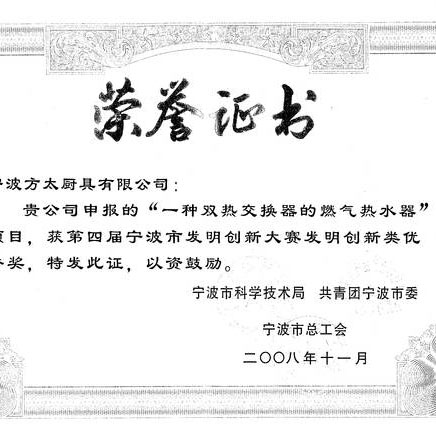 荣誉证书
宁波方太厨具有限公司：
贵公司申报的“一种双热交换器的燃气热水器”
项目，获第四届宁波市发明创新大赛发明创新类优
秀奖，特发此证，以资鼓励。
宁波市科学技术局 共青团宁波市委
宁波市总工会
二〇〇八年十一月